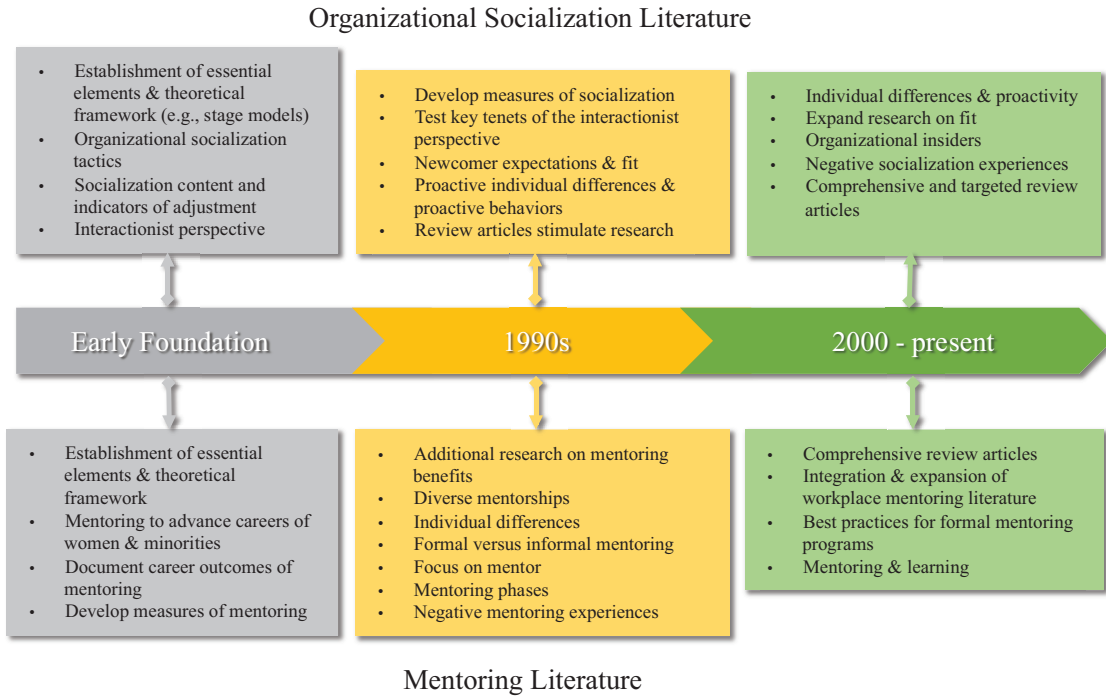 Organizational Socialization Literature
• Establishment of essential
elements & theoretical
framework (e.g., stage models)
• Organizational socialization
tactics
• Socialization content and
indicators of adjustment
• Interactionist perspective
• Develop measures of socialization
• Test key tenets of the interactionist
perspective
• Newcomer expectations & fit
• Proactive individual differences &
proactive behaviors
• Review articles stimulate research
• Individual differences & proactivity
• Expand research on fit
• Organizational insiders
• Negative socialization experiences
• Comprehensive and targeted review
articles
Early Foundation
1990s
2000 - present
• Establishment of essential
elements & theoretical
framework
• Mentoring to advance careers of
women & minorities
• Document career outcomes of
mentoring
• Develop measures of mentoring
• Additional research on mentoring
benefits
• Diverse mentorships
• Individual differences
• Formal versus informal mentoring
• Focus on mentor
• Mentoring phases
• Negative mentoring experiences
• Comprehensive review articles
• Integration & expansion of
workplace mentoring literature
• Best practices for formal mentoring
programs
• Mentoring & learning
Mentoring Literature